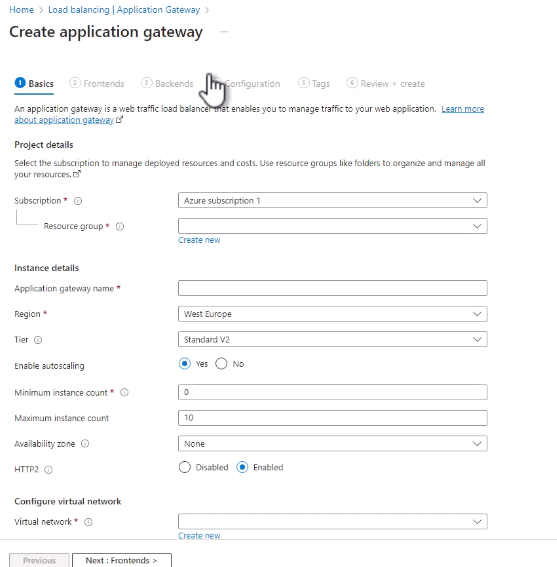 Home > Load balancing | Application Gateway >
Create application gateway ...
1 Basics 2 Frontends 3 Backends Configuration 5 Tags 6 Review + create
An application gateway is a web traffic load balancer that enables you to manage traffic to your web application. Learn more
about application gateway
Project details
Select the subscription to manage deployed resources and costs. Use resource groups like folders to organize and manage all
your resources.
Subscription * Azure subscription 1
Resource group *
Create new
Instance details
Application gateway name *
Region * West Europe
Tier Standard V2
Enable autoscaling Yes No
Minimum instance count * 0
Maximum instance count 10
Availability zone None
HTTP2 Disabled Enabled
Configure virtual network
Virtual network *
Create new
Previous Next : Frontends >